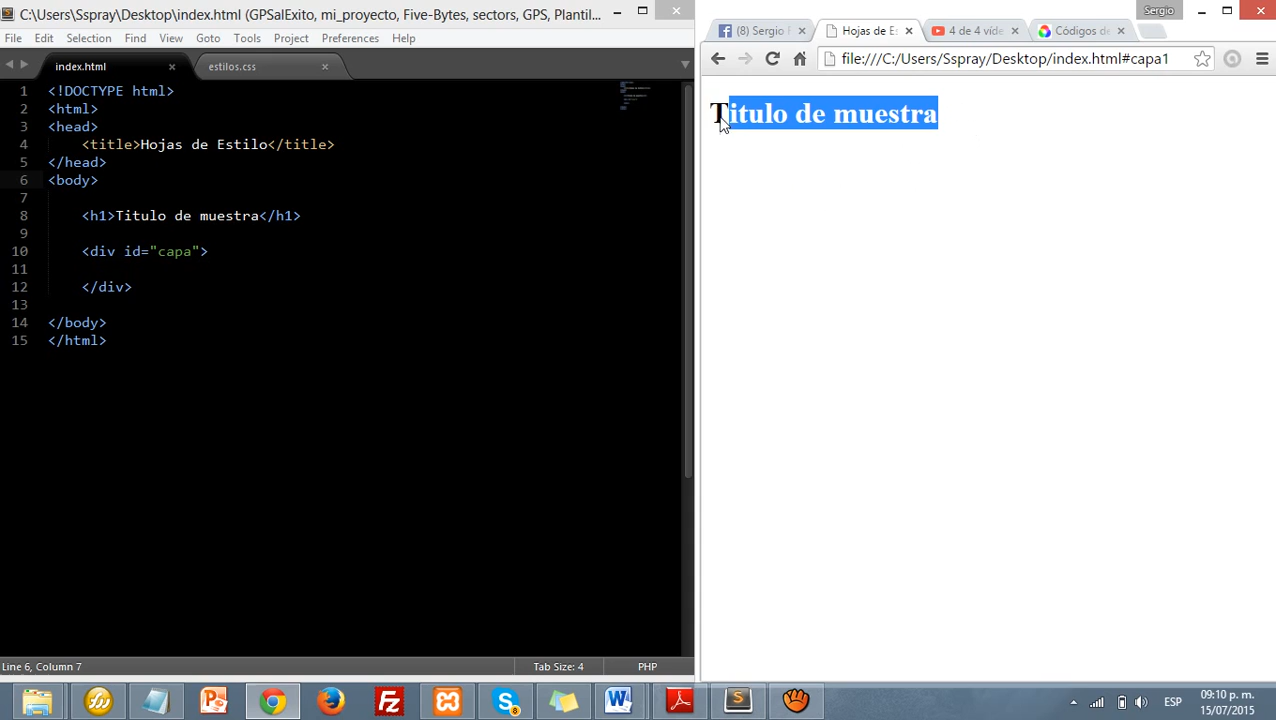 C:\Users\Sspray\Desktop\index.html (GPSalExito, mi_proyecto, Five-Bytes, sectors, GPS, Plantil...
File Edit Selection Find View Goto Tools Project Preferences Help
index.html estilos.css
1 <!DOCTYPE html>
2 <html>
3 <head>
4 <title>Hojas de Estilo</title>
5 </head>
6 <body>
7
8 <h1>Titulo de muestra</h1>
9
10 <div id="capa">
11
12 </div>
13
14 </body>
15 </html>
Line 6, Column 7 Tab Size: 4 PHP
Sergio
(8) Sergio Hojas de Es 4 de 4 víde Códigos de
file:///C:/Users/Sspray/Desktop/index.html#capa1
Titulo de muestra
ESP 09:10 p. m.
15/07/2015